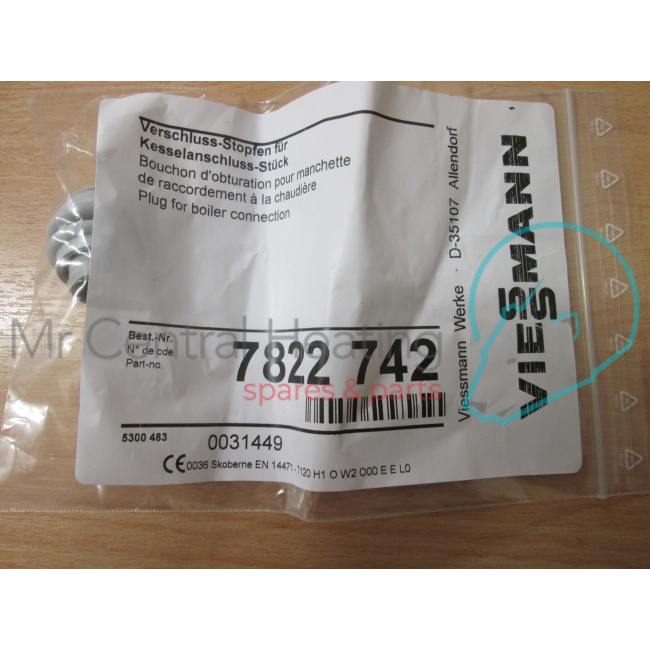 Verschluss-Stopfen für
Kesselanschluss-Stück
Bouchon d'obturation pour manchette
de raccordement à la chaudière
Plug for boiler connection
Best.-Nr.
N° de cde
Part-no.
7822 742
5300 483
0031449
CE 0036 Skoberne EN 14471-T120 H1 O W2 O00 E E L0
Viessmann Werke · D-35107 Allendorf
VIESSMANN
Mr Central Heating
spares & parts